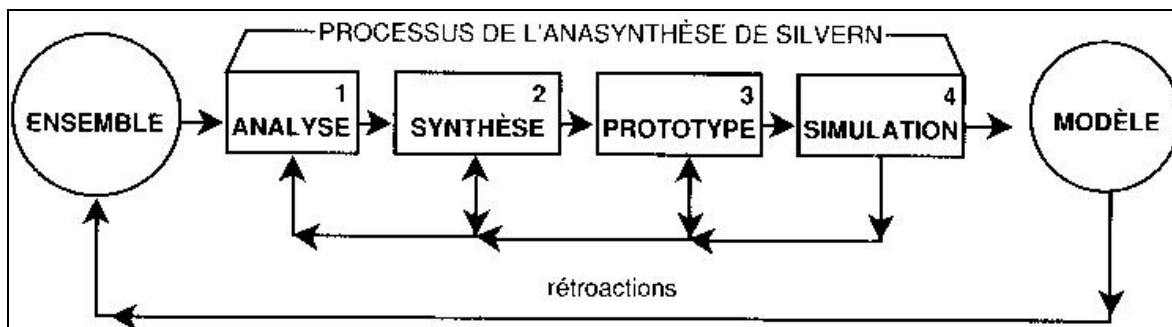 PROCESSUS DE L'ANASYNTHÈSE DE SILVERN
ENSEMBLE
1
ANALYSE
2
SYNTHÈSE
3
PROTOTYPE
4
SIMULATION
MODÈLE
rétroactions